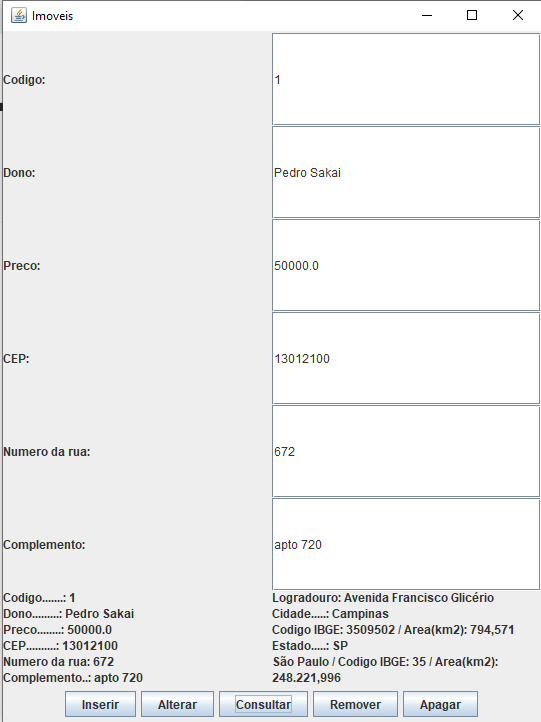 Imoveis
Codigo:
1
Dono:
Pedro Sakai
Preco:
50000.0
CEP:
13012100
Numero da rua:
672
Complemento:
apto 720
Codigo.......: 1
Dono.........: Pedro Sakai
Preco........: 50000.0
CEP..........: 13012100
Numero da rua: 672
Complemento..: apto 720
Logradouro: Avenida Francisco Glicério
Cidade.....: Campinas
Codigo IBGE: 3509502 / Area(km2): 794,571
Estado.....: SP
São Paulo / Codigo IBGE: 35 / Area(km2):
248.221,996
Inserir
Alterar
Consultar
Remover
Apagar